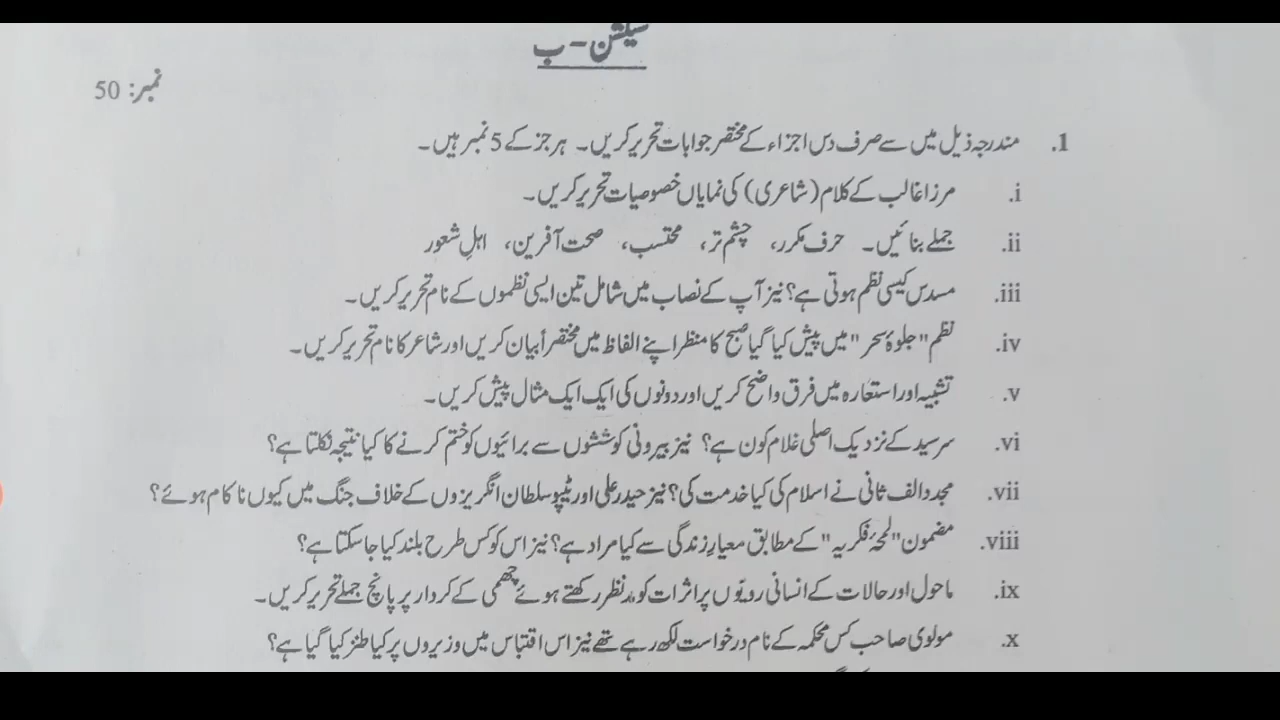 سیکشن - ب
نمبر: 50
1. مندرجہ ذیل میں سے صرف دس اجزاء کے مختصر جوابات تحریر کریں۔ ہر جز کے 5 نمبر ہیں۔
i. مرزا غالب کے کلام (شاعری) کی نمایاں خصوصیات تحریر کریں۔
ii. جملے بنائیں۔ حرف مکرر، چشم تر، محتسب، صحت آفرین، اہلِ شعور
iii. مسدس کیسی نظم ہوتی ہے؟ نیز آپ کے نصاب میں شامل تین ایسی نظموں کے نام تحریر کریں۔
iv. نظم "جلوۂ سحر" میں پیش کیا گیا صبح کا منظر اپنے الفاظ میں مختصر اًبیان کریں اور شاعر کا نام تحریر کریں۔
v. تشبیہ اور استعارہ میں فرق واضح کریں اور دونوں کی ایک ایک مثال پیش کریں۔
vi. سرسید کے نزدیک اصلی غلام کون ہے؟ نیز بیرونی کوششوں سے برائیوں کو ختم کرنے کا کیا نتیجہ نکلتا ہے؟
vii. مجدد الف ثانی نے اسلام کی کیا خدمت کی؟ نیز حیدر علی اور ٹیپو سلطان انگریزوں کے خلاف جنگ میں کیوں ناکام ہوئے؟
viii. مضمون "لمحۂ فکریہ" کے مطابق معیارِ زندگی سے کیا مراد ہے؟ نیز اس کو کس طرح بلند کیا جاسکتا ہے؟
ix. ماحول اور حالات کے انسانی رویّوں پر اثرات کو مدِ نظر رکھتے ہوئے چھمی کے کردار پر پانچ جملے تحریر کریں۔
x. مولوی صاحب کس محکمہ کے نام درخواست لکھ رہے تھے نیز اس اقتباس میں وزیروں پر کیا طنز کیا گیا ہے؟